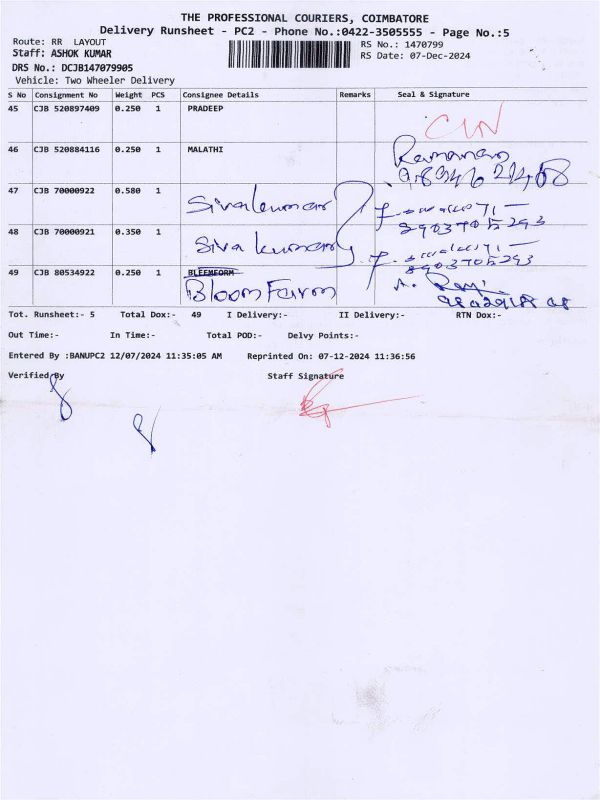 THE PROFESSIONAL COURIERS, COIMBATORE
Delivery Runsheet - PC2 - Phone No.:0422-3505555 - Page No.:5
Route: RR LAYOUT
RS No.: 1470799
Staff: ASHOK KUMAR
RS Date: 07-Dec-2024
DRS No.: DCJB147079905
Vehicle: Two Wheeler Delivery
S No Consignment No Weight PCS Consignee Details Remarks Seal & Signature
45 CJB 520897409 0.250 1 PRADEEP
46 CJB 520884116 0.250 1 MALATHI
47 CJB 70000922 0.580 1 Sivakumar
8903705293
48 CJB 70000921 0.350 1 Siva kumar
8903705293
49 CJB 80534922 0.250 1 BLEEMFORM
Bloom Farm
Tot. Runsheet:- 5 Total Dox:- 49 I Delivery:- II Delivery:- RTN Dox:-
Out Time:- In Time:- Total POD:- Delvy Points:-
Entered By :BANUPC2 12/07/2024 11:35:05 AM Reprinted On: 07-12-2024 11:36:56
Verified By Staff Signature